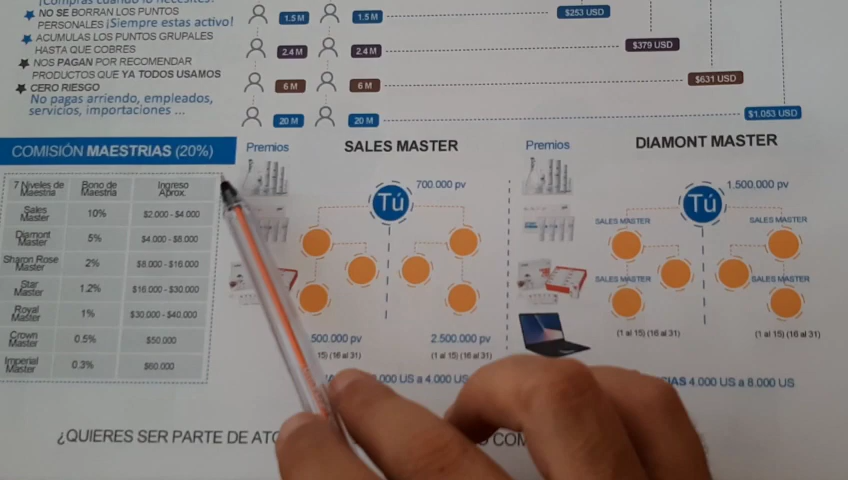 ¡Compras cuando lo necesites!
NO SE BORRAN LOS PUNTOS
PERSONALES ¡Siempre estas activo!
ACUMULAS LOS PUNTOS GRUPALES
HASTA QUE COBRES
NOS PAGAN POR RECOMENDAR
PRODUCTOS QUE YA TODOS USAMOS
CERO RIESGO
No pagas arriendo, empleados,
servicios, importaciones ...
1.5 M
1.5 M
$253 USD
2.4 M
2.4 M
$379 USD
6 M
6 M
$631 USD
20 M
20 M
$1.053 USD
COMISIÓN MAESTRIAS (20%)
7 Niveles de Maestria
Bono de Maestria
Ingreso Aprox.
Sales Master
10%
$2.000 - $4.000
Diamont Master
5%
$4.000 - $8.000
Sharon Rose Master
2%
$8.000 - $16.000
Star Master
1.2%
$16.000 - $30.000
Royal Master
1%
$30.000 - $40.000
Crown Master
0.5%
$50.000
Imperial Master
0.3%
$60.000
Premios
SALES MASTER
700.000 pv
Tú
500.000 pv
2.500.000 pv
15) (16 al 31)
(1 al 15) (16 al 31)
000 US a 4.000 US
Premios
DIAMONT MASTER
1.500.000 pv
Tú
SALES MASTER
SALES MASTER
SALES MASTER
SALES MASTER
(1 al 15) (16 al 31)
(1 al 15) (16 al 31)
4.000 US a 8.000 US
¿QUIERES SER PARTE DE